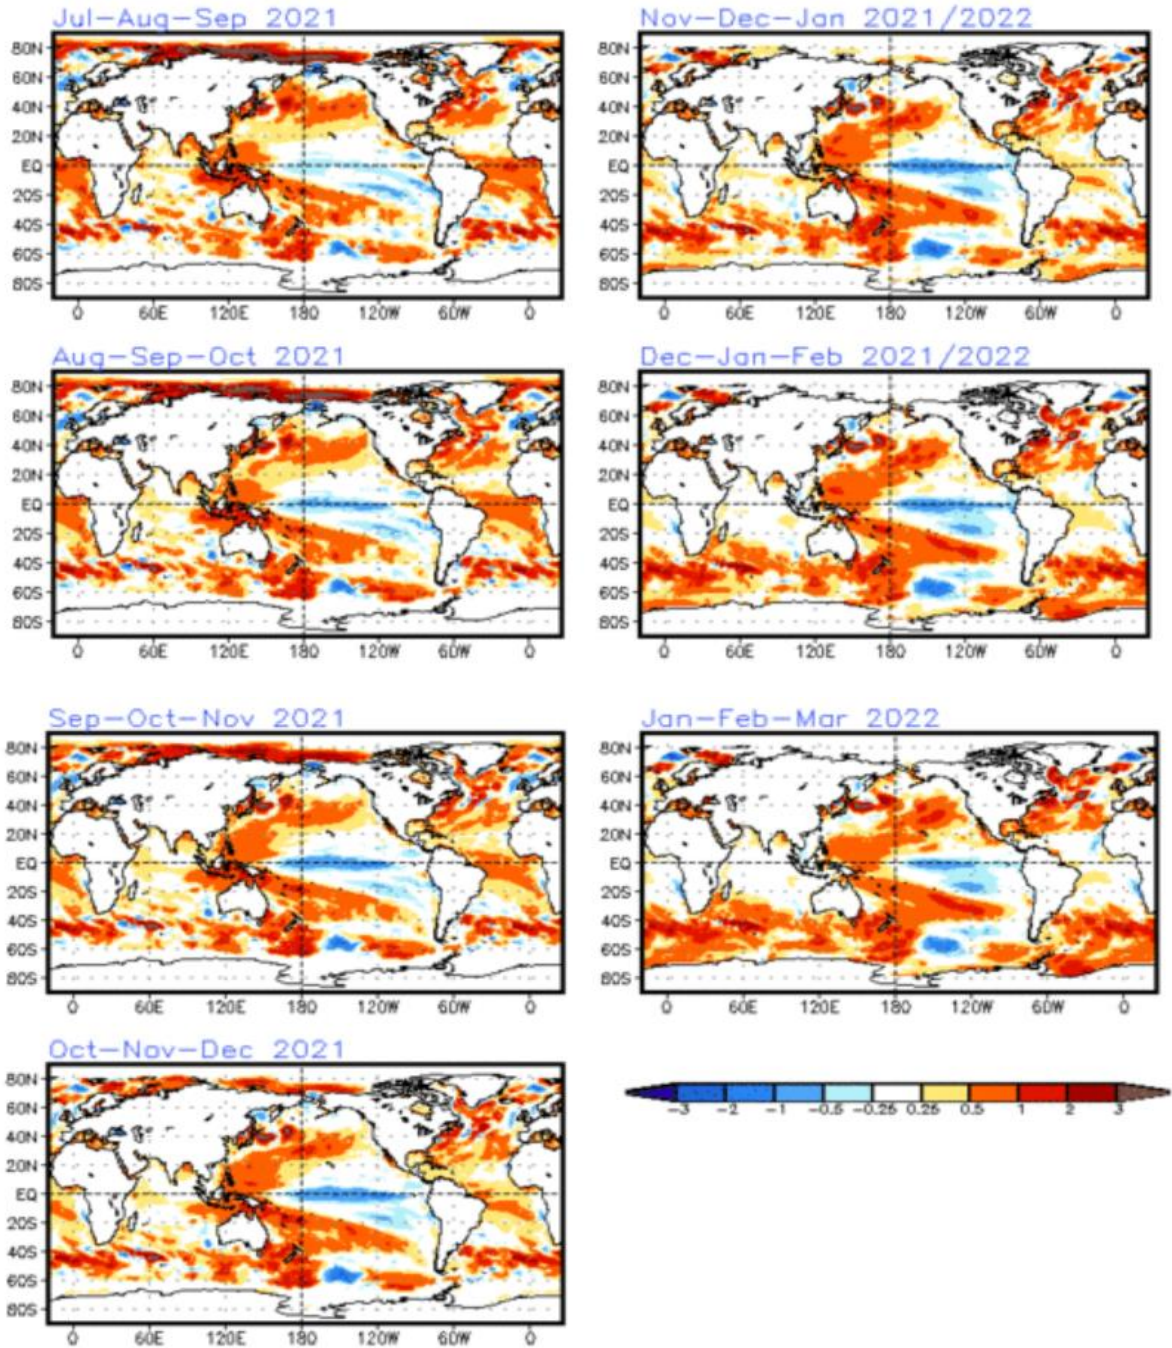 Jul-Aug-Sep 2021
80N
60N
40N
20N
EQ
20S
40S
60S
80S
0 60E 120E 180 120W 60W 0
Nov-Dec-Jan 2021/2022
80N
60N
40N
20N
EQ
20S
40S
60S
80S
0 60E 120E 180 120W 60W 0
Aug-Sep-Oct 2021
80N
60N
40N
20N
EQ
20S
40S
60S
80S
0 60E 120E 180 120W 60W 0
Dec-Jan-Feb 2021/2022
80N
60N
40N
20N
EQ
20S
40S
60S
80S
0 60E 120E 180 120W 60W 0
Sep-Oct-Nov 2021
80N
60N
40N
20N
EQ
20S
40S
60S
80S
0 60E 120E 180 120W 60W 0
Jan-Feb-Mar 2022
80N
60N
40N
20N
EQ
20S
40S
60S
80S
0 60E 120E 180 120W 60W 0
Oct-Nov-Dec 2021
80N
60N
40N
20N
EQ
20S
40S
60S
80S
0 60E 120E 180 120W 60W 0
-3 -2 -1 -0.5 -0.25 0.25 0.5 1 2 3